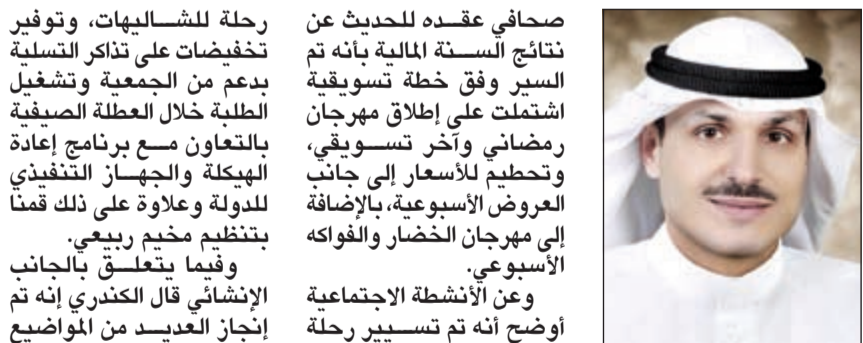 صحافي عقده للحديث عن
نتائج السنة المالية بأنه تم
السير وفق خطة تسويقية
اشتملت على إطلاق مهرجان
رمضاني وآخر تسويقي،
وتحطيم للأسعار إلى جانب
العروض الأسبوعية، بالإضافة
إلى مهرجان الخضار والفواكه
الأسبوعي.
وعن الأنشطة الاجتماعية
أوضح أنه تم تسيير رحلة
رحلة للشاليهات، وتوفير
تخفيضات على تذاكر التسلية
بدعم من الجمعية وتشغيل
الطلبة خلال العطلة الصيفية
بالتعاون مع برنامج إعادة
الهيكلة والجهاز التنفيذي
للدولة وعلاوة على ذلك قمنا
بتنظيم مخيم ربيعي.
وفيما يتعلق بالجانب
الإنشائي قال الكندري إنه تم
إنجاز العديد من المواضيع